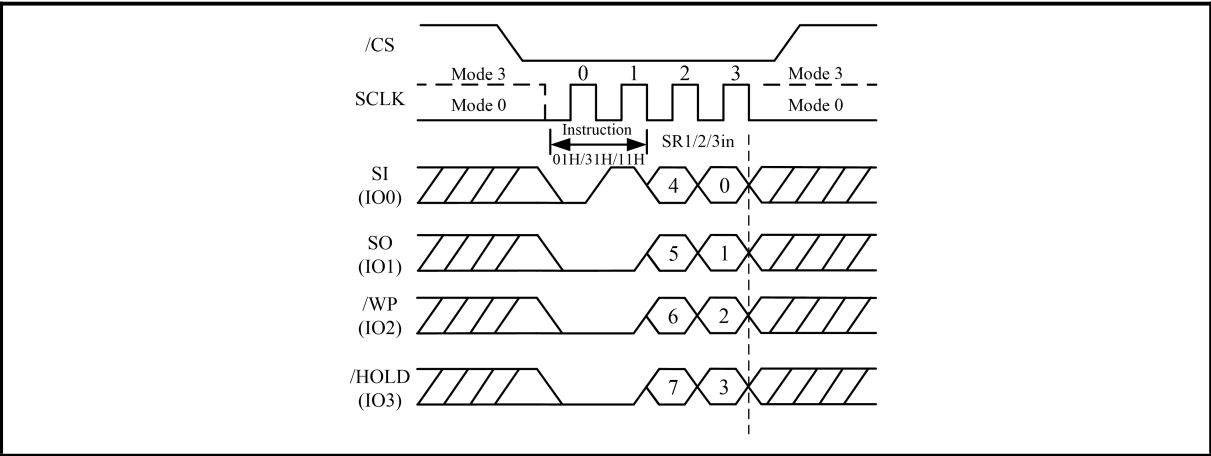 /CS
Mode 3 0 1 2 3 Mode 3
SCLK
Mode 0 Mode 0
Instruction
SR1/2/3in
01H/31H/11H
SI
(IO0)
4 0
SO
(IO1)
5 1
/WP
(IO2)
6 2
/HOLD
(IO3)
7 3